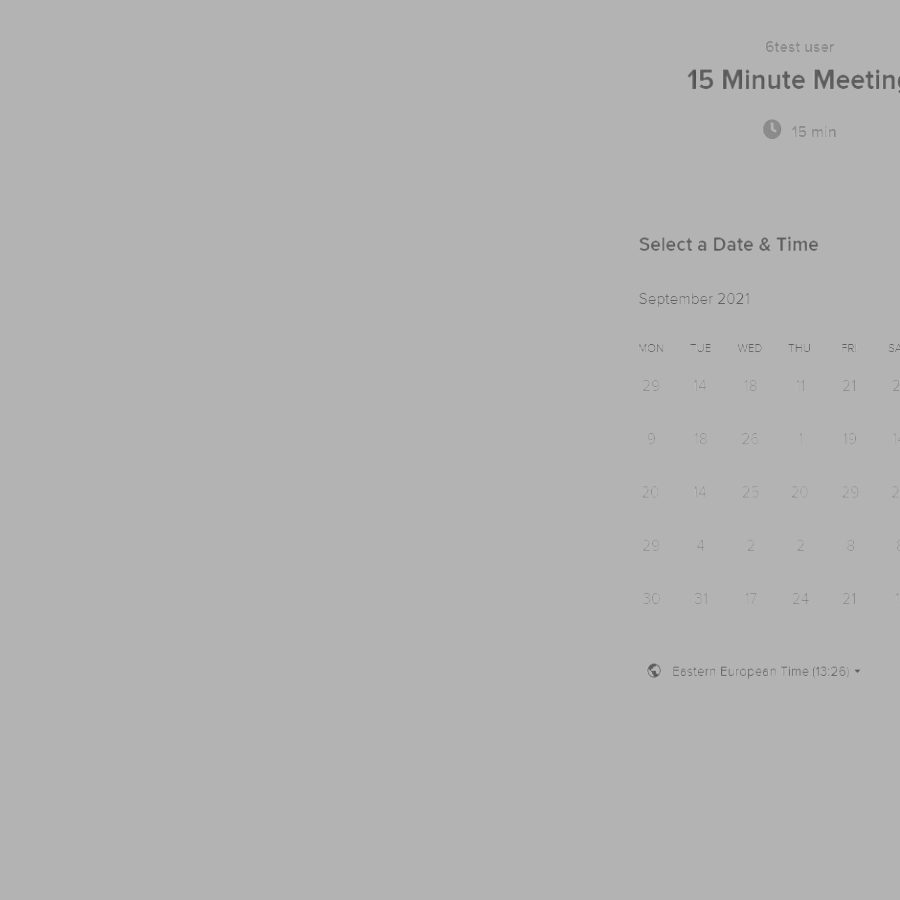 6test user
15 Minute Meeting
15 min
Select a Date & Time
September 2021
MON TUE WED THU FRI SA
29 14 18 11 21 2
9 18 26 1 19 14
20 14 25 20 29 2
29 4 2 2 8 8
30 31 17 24 21 1
Eastern European Time (13:26)